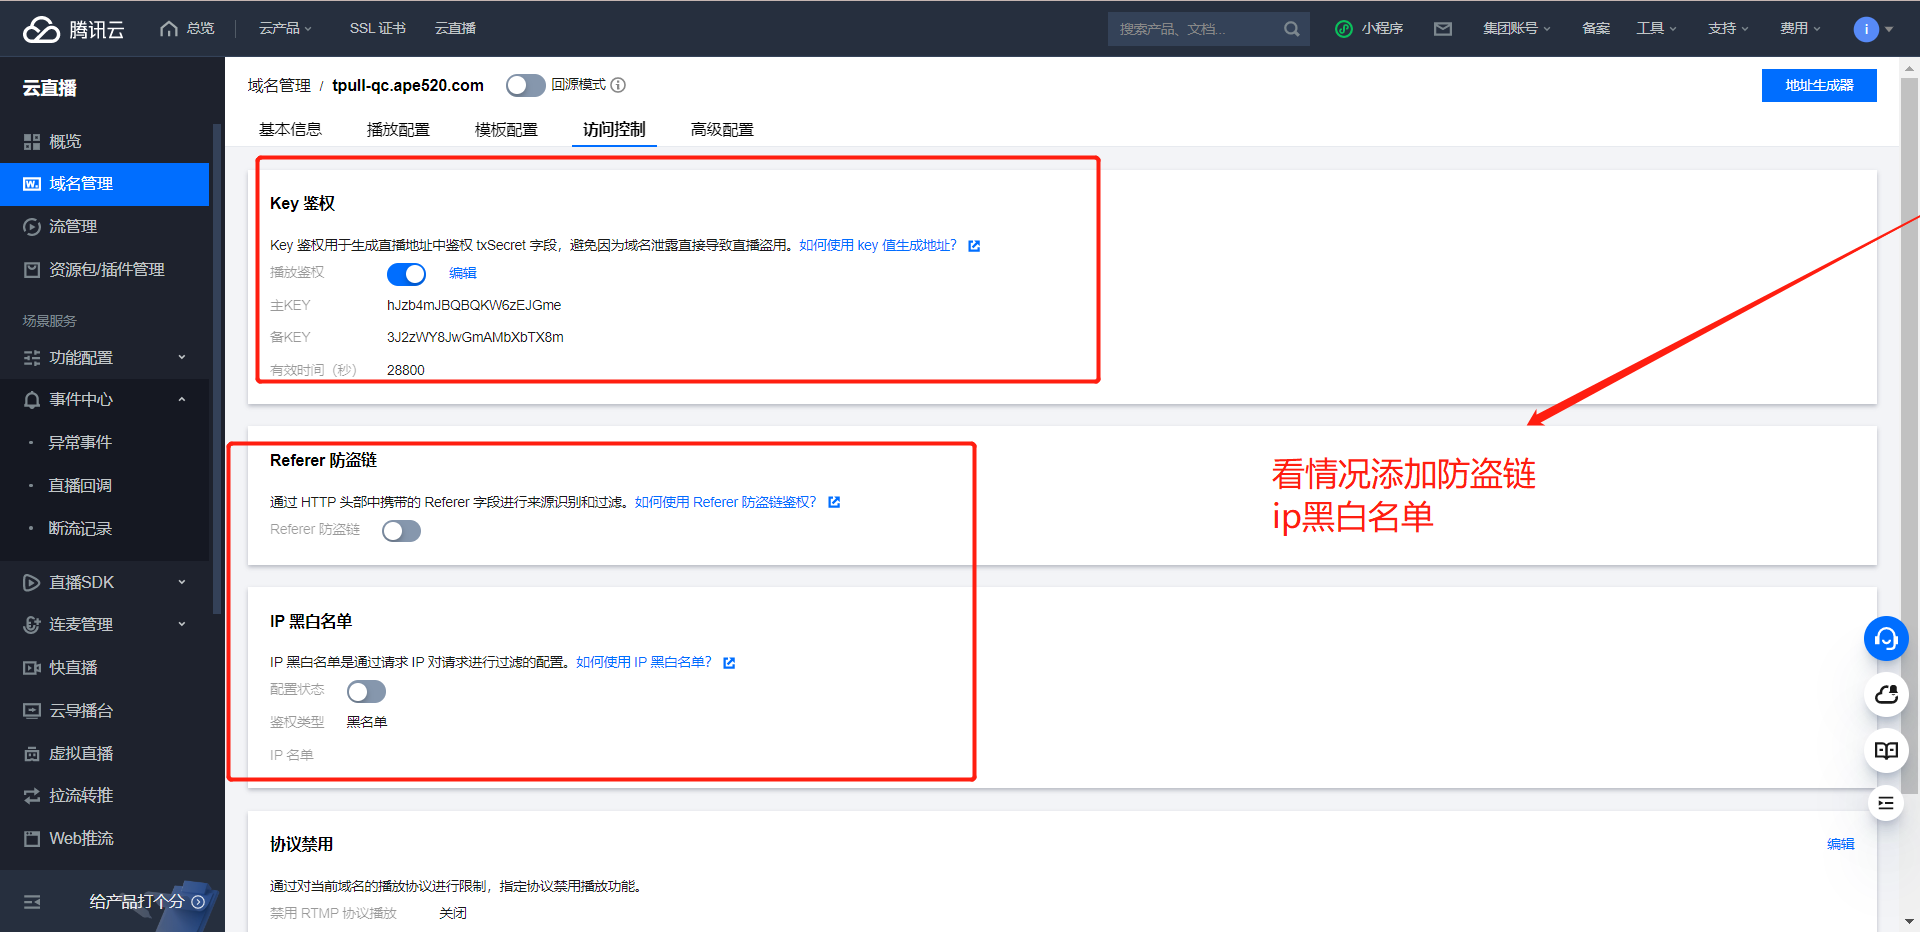 腾讯云
总览
云产品
SSL 证书
云直播
搜索产品、文档...
小程序
集团账号
备案
工具
支持
费用
i
云直播
概览
域名管理
流管理
资源包/插件管理
场景服务
功能配置
事件中心
异常事件
直播回调
断流记录
直播SDK
连麦管理
快直播
云导播台
虚拟直播
拉流转推
Web推流
给产品打个分
域名管理 / tpull-qc.ape520.com
回源模式
地址生成器
基本信息
播放配置
模板配置
访问控制
高级配置
Key 鉴权
Key 鉴权用于生成直播地址中鉴权 txSecret 字段，避免因为域名泄露直接导致直播盗用。如何使用 key 值生成地址?
播放鉴权 编辑
主KEY hJzb4mJBQBQKW6zEJGme
备KEY 3J2zWY8JwGmAMbXbTX8m
有效时间（秒） 28800
Referer 防盗链
通过 HTTP 头部中携带的 Referer 字段进行来源识别和过滤。如何使用 Referer 防盗链鉴权?
Referer 防盗链
看情况添加防盗链
ip黑白名单
IP 黑白名单
IP 黑白名单是通过请求 IP 对请求进行过滤的配置。如何使用 IP 黑白名单?
配置状态
鉴权类型 黑名单
IP 名单
协议禁用
编辑
通过对当前域名的播放协议进行限制，指定协议禁用播放功能。
禁用 RTMP 协议播放 关闭